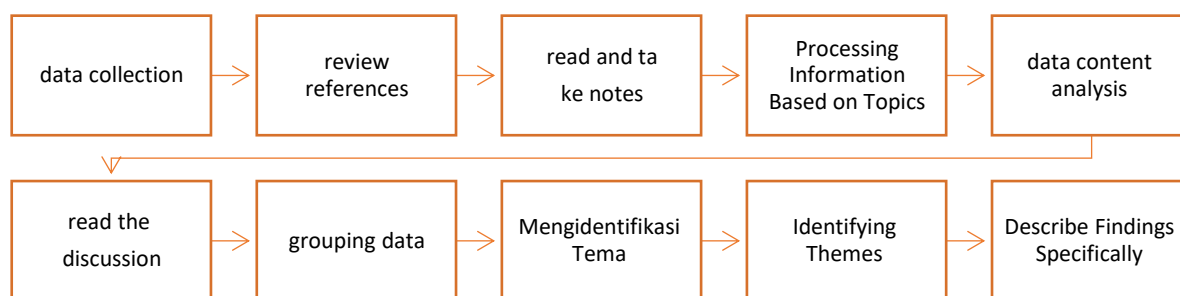 data collection
review
references
read and ta
ke notes
Processing
Information
Based on Topics
data content
analysis
read the
discussion
grouping data
Mengidentifikasi
Tema
Identifying
Themes
Describe Findings
Specifically